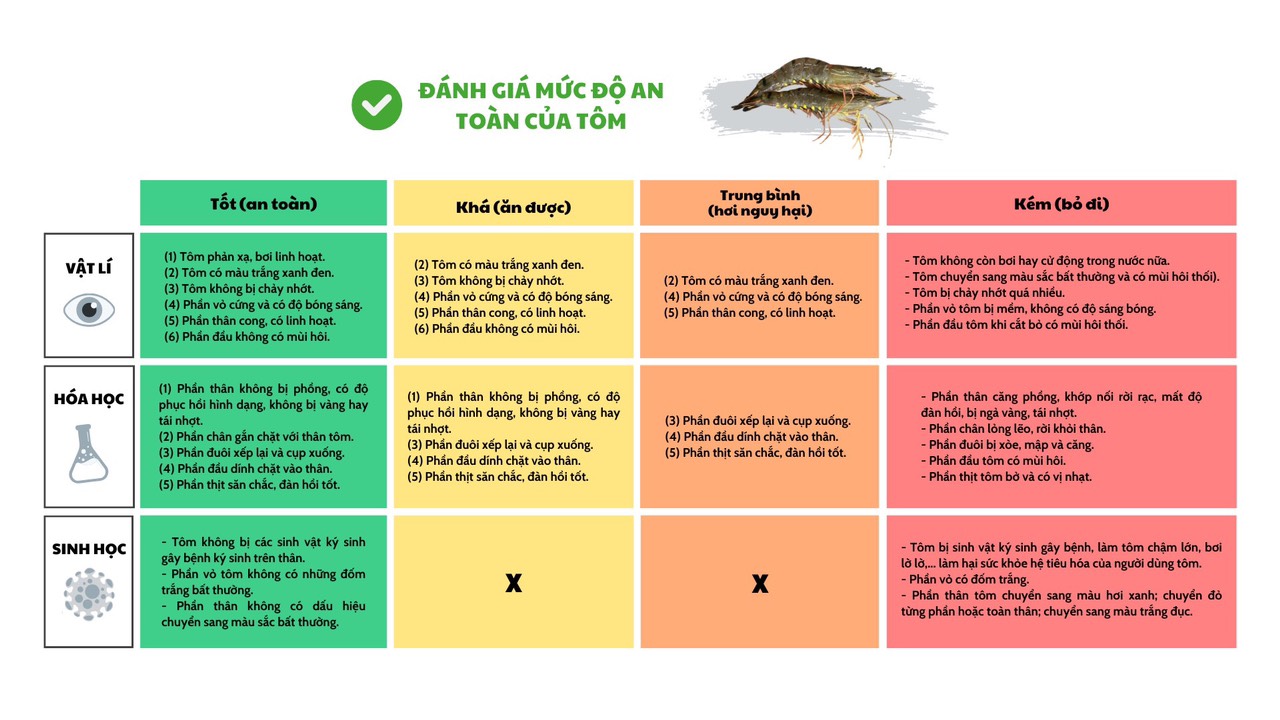 ĐÁNH GIÁ MỨC ĐỘ AN
TOÀN CỦA TÔM
Tốt (an toàn)
Khá (ăn được)
Trung bình
(hơi nguy hại)
Kém (bỏ đi)
VẬT LÍ
(1) Tôm phản xạ, bơi linh hoạt.
(2) Tôm có màu trắng xanh đen.
(3) Tôm không bị chảy nhớt.
(4) Phần vỏ cứng và có độ bóng sáng.
(5) Phần thân cong, có linh hoạt.
(6) Phần đầu không có mùi hôi.
(2) Tôm có màu trắng xanh đen.
(3) Tôm không bị chảy nhớt.
(4) Phần vỏ cứng và có độ bóng sáng.
(5) Phần thân cong, có linh hoạt.
(6) Phần đầu không có mùi hôi.
(2) Tôm có màu trắng xanh đen.
(4) Phần vỏ cứng và có độ bóng sáng.
(5) Phần thân cong, có linh hoạt.
- Tôm không còn bơi hay cử động trong nước nữa.
- Tôm chuyển sang màu sắc bất thường và có mùi hôi thối).
- Tôm bị chảy nhớt quá nhiều.
- Phần vỏ tôm bị mềm, không có độ sáng bóng.
- Phần đầu tôm khi cắt bỏ có mùi hôi thối.
HÓA HỌC
(1) Phần thân không bị phồng, có độ
phục hồi hình dạng, không bị vàng hay
tái nhợt.
(2) Phần chân gắn chặt với thân tôm.
(3) Phần đuôi xếp lại và cụp xuống.
(4) Phần đầu dính chặt vào thân.
(5) Phần thịt săn chắc, đàn hồi tốt.
(1) Phần thân không bị phồng, có độ
phục hồi hình dạng, không bị vàng hay
tái nhợt.
(3) Phần đuôi xếp lại và cụp xuống.
(4) Phần đầu dính chặt vào thân.
(5) Phần thịt săn chắc, đàn hồi tốt.
(3) Phần đuôi xếp lại và cụp xuống.
(4) Phần đầu dính chặt vào thân.
(5) Phần thịt săn chắc, đàn hồi tốt.
- Phần thân căng phồng, khớp nối rời rạc, mất độ
đàn hồi, bị ngả vàng, tái nhợt.
- Phần chân lỏng lẽo, rời khỏi thân.
- Phần đuôi bị xòe, mập và căng.
- Phần đầu tôm có mùi hôi.
- Phần thịt tôm bở và có vị nhạt.
SINH HỌC
- Tôm không bị các sinh vật ký sinh
gây bệnh ký sinh trên thân.
- Phần vỏ tôm không có những đốm
trắng bất thường.
- Phần thân không có dấu hiệu
chuyển sang màu sắc bất thường.
X
X
- Tôm bị sinh vật ký sinh gây bệnh, làm tôm chậm lớn, bơi
lờ lờ,... làm hại sức khỏe hệ tiêu hóa của người dùng tôm.
- Phần vỏ có đốm trắng.
- Phần thân tôm chuyển sang màu hơi xanh; chuyển đỏ
từng phần hoặc toàn thân; chuyển sang màu trắng đục.